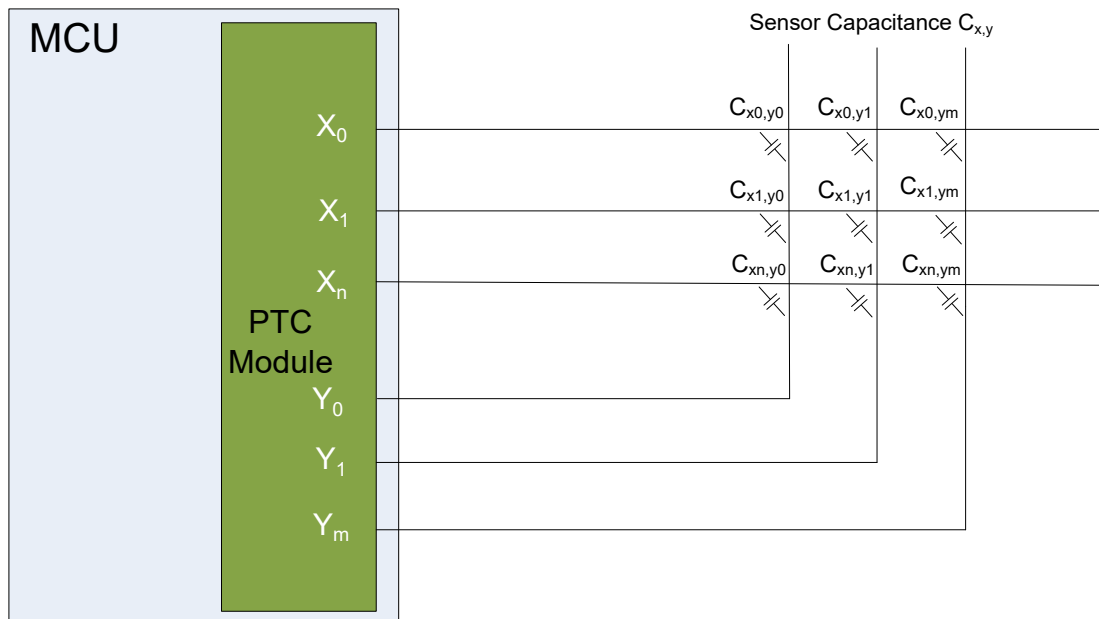 MCU
Sensor Capacitance Cx,y
X0
Cx0,y0 Cx0,y1 Cx0,ym
X1
Cx1,y0 Cx1,y1 Cx1,ym
Xn
Cxn,y0 Cxn,y1 Cxn,ym
PTC
Module
Y0
Y1
Ym